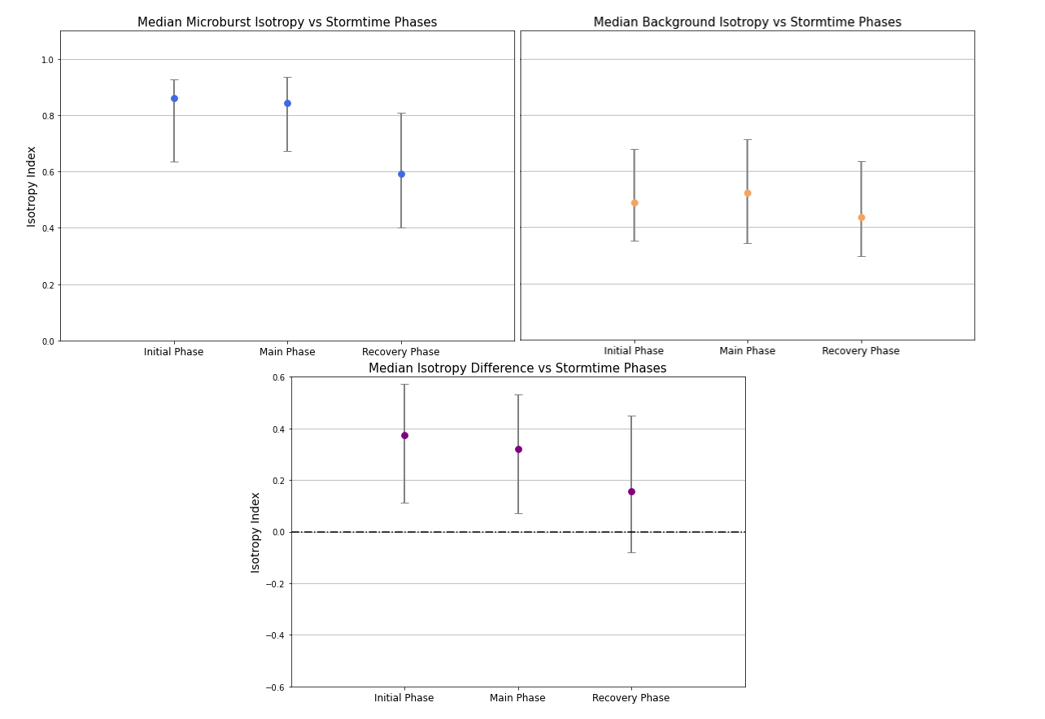 Median Microburst Isotropy vs Stormtime Phases
1.0
0.8
0.6
0.4
0.2
0.0
Isotropy Index
Initial Phase Main Phase Recovery Phase
Median Background Isotropy vs Stormtime Phases
Initial Phase Main Phase Recovery Phase
Median Isotropy Difference vs Stormtime Phases
0.6
0.4
0.2
0.0
−0.2
−0.4
−0.6
Isotropy Index
Initial Phase Main Phase Recovery Phase